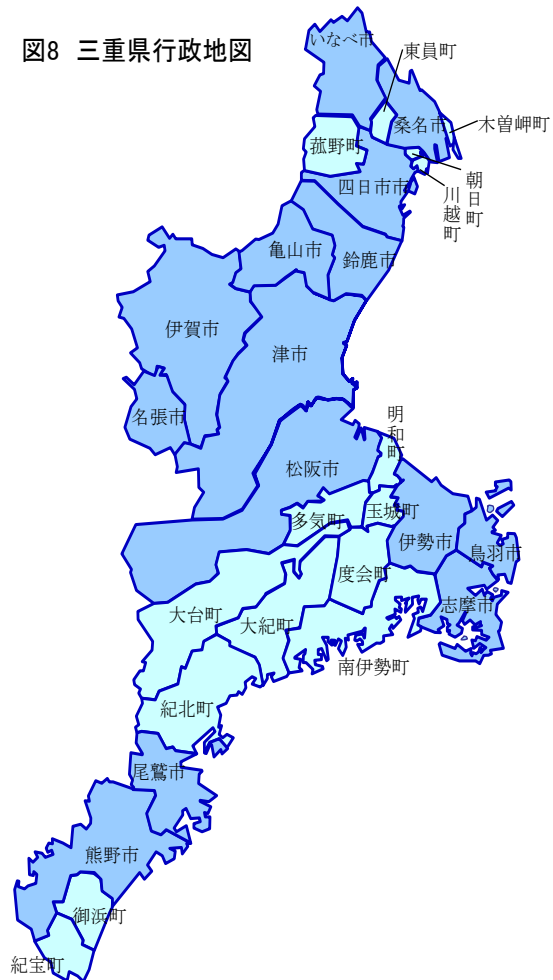 図8 三重県行政地図
いなべ市
東員町
桑名市
木曽岬町
菰野町
朝日町
川越町
四日市市
亀山市
鈴鹿市
伊賀市
津市
名張市
明和町
松阪市
多気町
玉城町
伊勢市
鳥羽市
度会町
志摩市
大台町
大紀町
南伊勢町
紀北町
尾鷲市
熊野市
御浜町
紀宝町